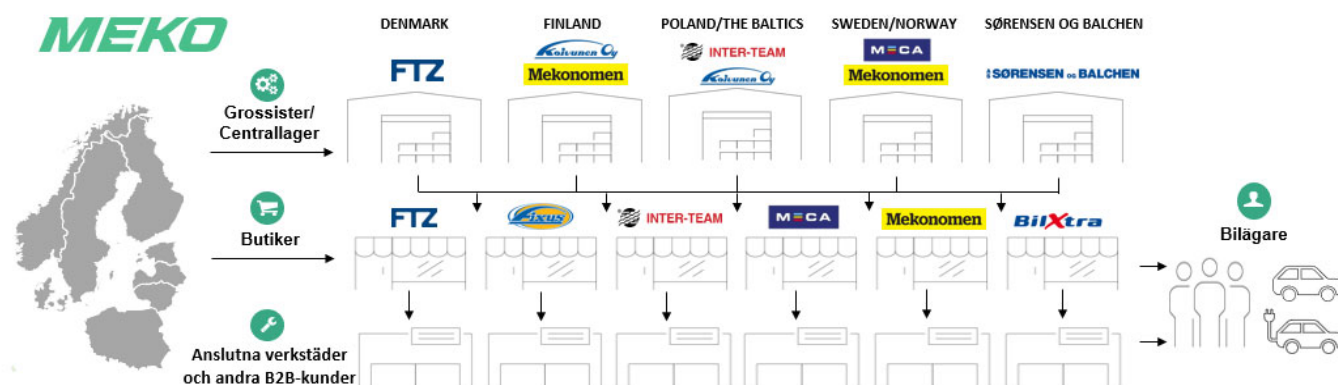 MEKO
DENMARK
FINLAND
POLAND/THE BALTICS
SWEDEN/NORWAY
SØRENSEN OG BALCHEN
FTZ
Koivunen Oy
Mekonomen
INTER-TEAM
Koivunen Oy
MECA
Mekonomen
SØRENSEN OG BALCHEN
Grossister/
Centrallager
FTZ
Fixus
INTER-TEAM
MECA
Mekonomen
BilXtra
Butiker
Bilägare
Anslutna verkstäder
och andra B2B-kunder